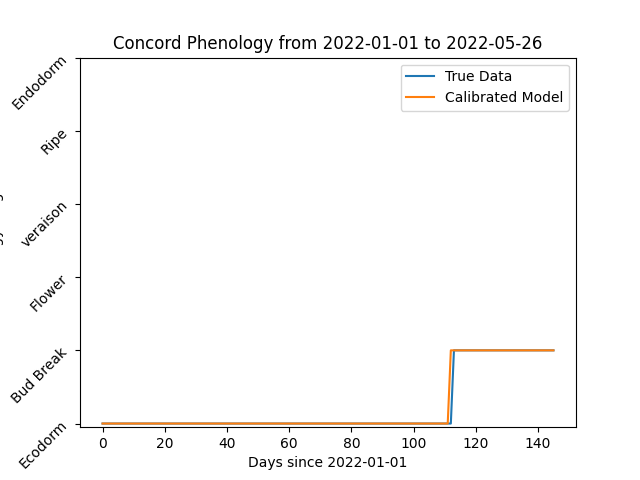 Concord Phenology from 2022-01-01 to 2022-05-26
True Data
Calibrated Model
Endodorm
Ripe
veraison
Flower
Bud Break
Ecodorm
0 20 40 60 80 100 120 140
Days since 2022-01-01